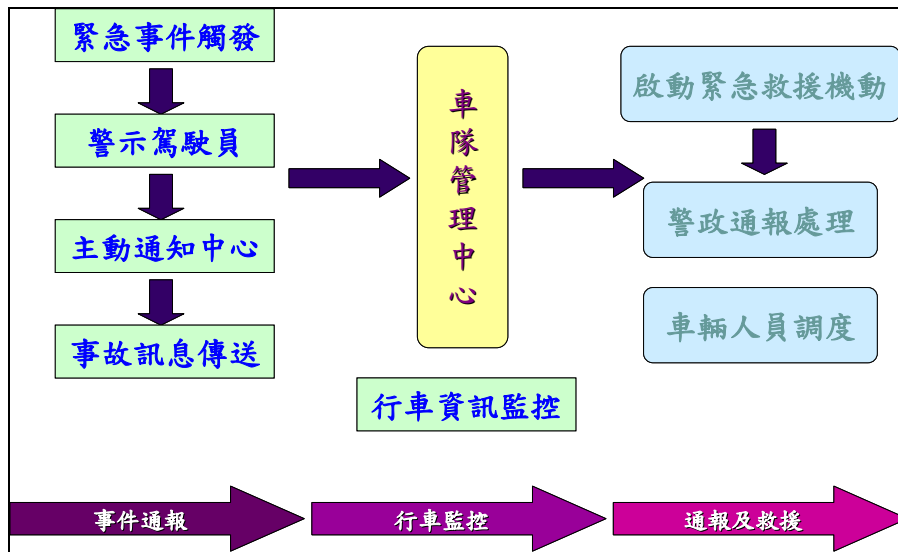 緊急事件觸發
警示駕駛員
主動通知中心
事故訊息傳送
車隊管理中心
行車資訊監控
啟動緊急救援機動
警政通報處理
車輛人員調度
事件通報
行車監控
通報及救援